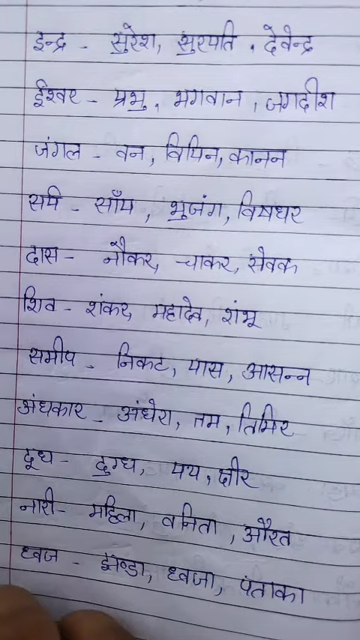 इन्द्र - सुरेश, सुरपति, देवेन्द्र
ईश्वर - प्रभु, भगवान, जगदीश
जंगल - वन, विपिन, कानन
सर्प - साँप, भुजंग, विषधर
दास - नौकर, चाकर, सेवक
शिव - शंकर, महादेव, शंभू
समीप - निकट, पास, आसन्न
अंधकार - अंधेरा, तम, तिमिर
दूध - दुग्ध, पय, क्षीर
नारी - महिला, वनिता, औरत
ध्वज - झण्डा, ध्वजा, पताका